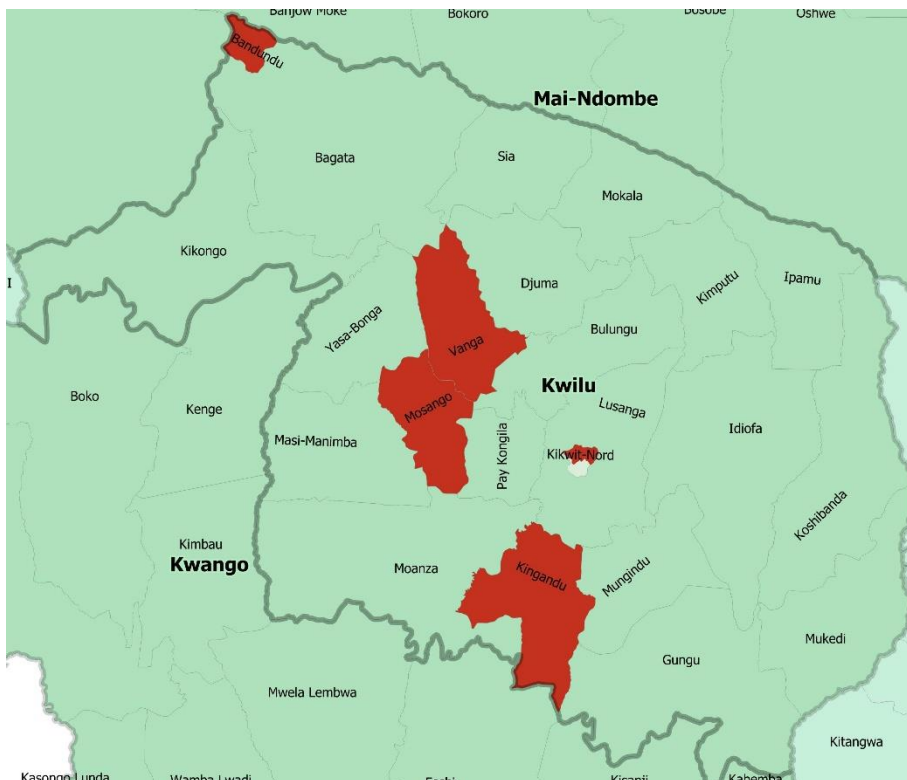 Banjow Moke
Bokoro
Bosobe
Oshwe
Bandundu
Mai-Ndombe
Bagata
Sia
Mokala
Kikongo
I
Djuma
Kimputu
Ipamu
Yasa-Bonga
Vanga
Bulungu
Boko
Kenge
Mosango
Kwilu
Lusanga
Idiofa
Masi-Manimba
Pay Kongila
Kikwit-Nord
Koshibanda
Kimbau
Kwango
Moanza
Kingandu
Mungindu
Mukedi
Gungu
Mwela Lembwa
Kitangwa
Kasongo Lunda
Wamba Lwadi
Kisanji
Kahemba